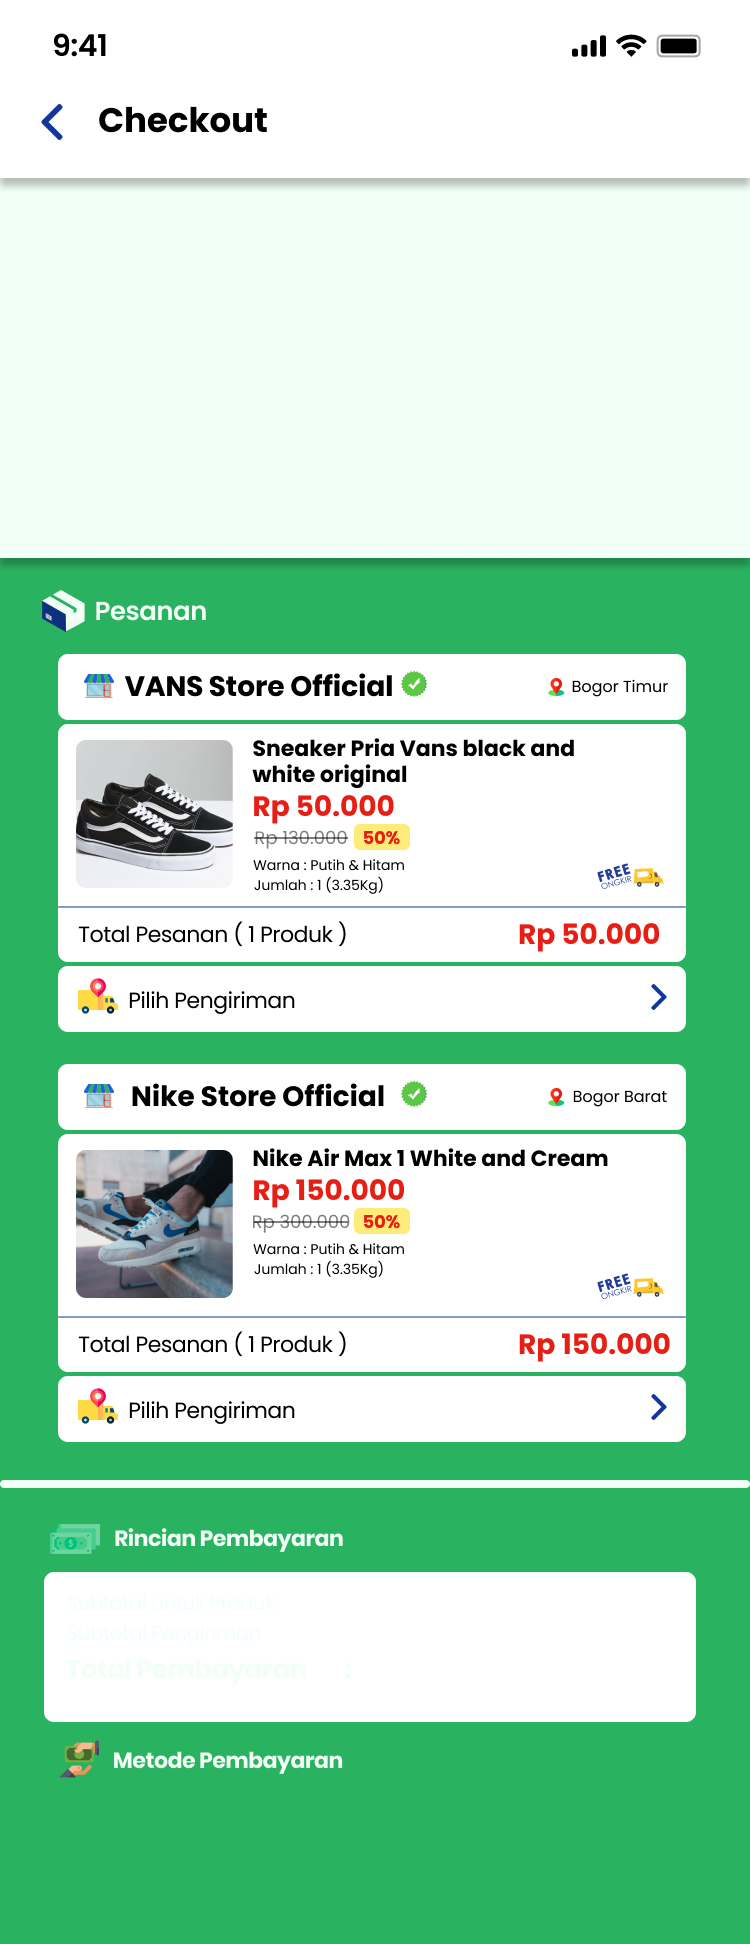 9:41
Checkout
Pesanan
VANS Store Official
Bogor Timur
Sneaker Pria Vans black and
white original
Rp 50.000
Rp 130.000 50%
Warna : Putih & Hitam
Jumlah : 1 (3.35Kg)
FREE
ONGKIR
Total Pesanan ( 1 Produk ) Rp 50.000
Pilih Pengiriman
Nike Store Official
Bogor Barat
Nike Air Max 1 White and Cream
Rp 150.000
Rp 300.000 50%
Warna : Putih & Hitam
Jumlah : 1 (3.35Kg)
FREE
ONGKIR
Total Pesanan ( 1 Produk ) Rp 150.000
Pilih Pengiriman
Rincian Pembayaran
Subtotal untuk Produk
Subtotal Pengiriman
Total Pembayaran :
Metode Pembayaran